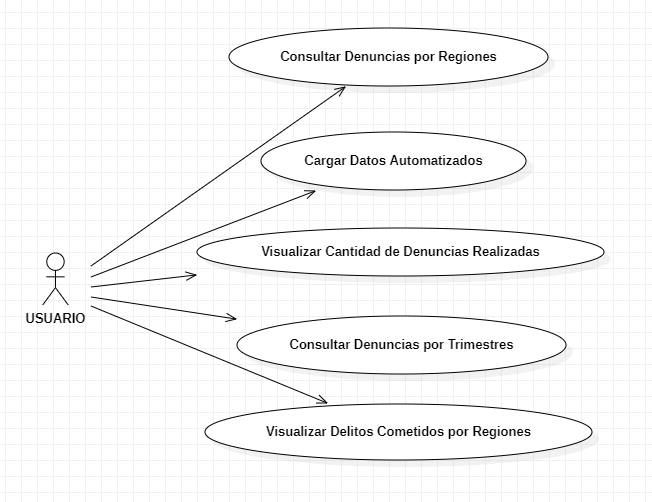 Consultar Denuncias por Regiones
Cargar Datos Automatizados
Visualizar Cantidad de Denuncias Realizadas
USUARIO
Consultar Denuncias por Trimestres
Visualizar Delitos Cometidos por Regiones